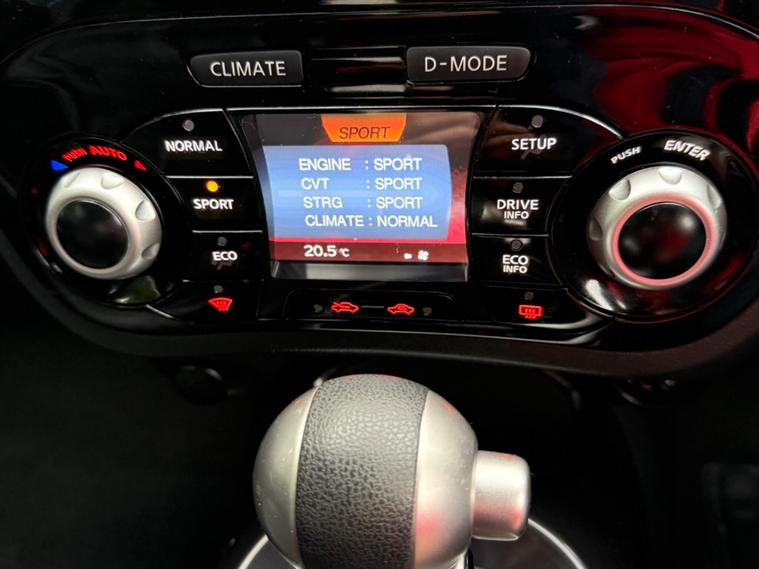 CLIMATE
D-MODE
PUSH AUTO
NORMAL
SPORT
ECO
SPORT
ENGINE : SPORT
CVT : SPORT
STRG : SPORT
CLIMATE : NORMAL
20.5°C
SETUP
DRIVE
INFO
ECO
INFO
PUSH
ENTER